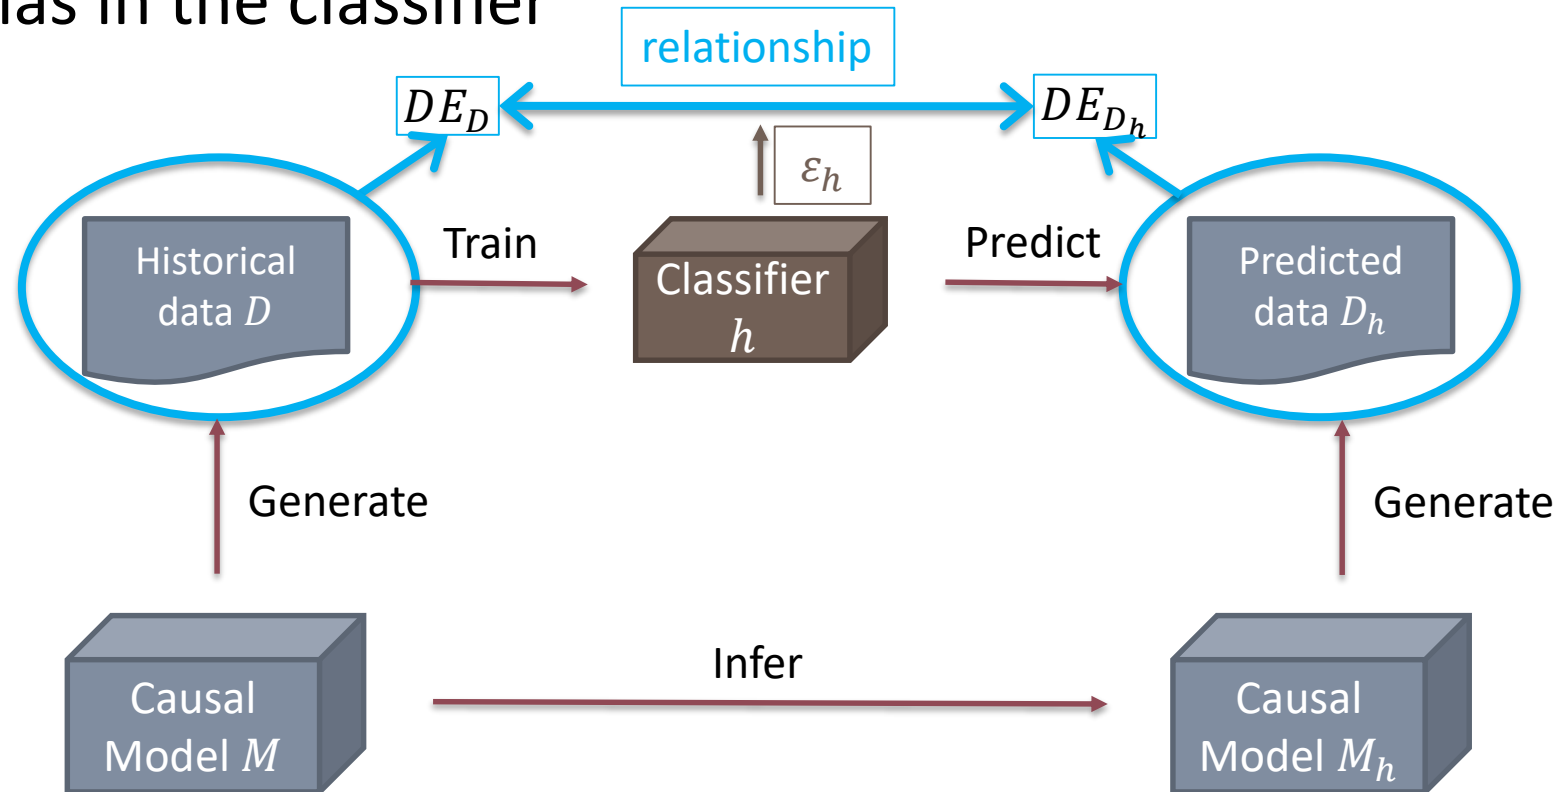 in the classifier
relationship
DE_D
DE_{D_h}
ε_h
Historical
data D
Train
Classifier
h
Predict
Predicted
data D_h
Generate
Generate
Infer
Causal
Model M
Causal
Model M_h